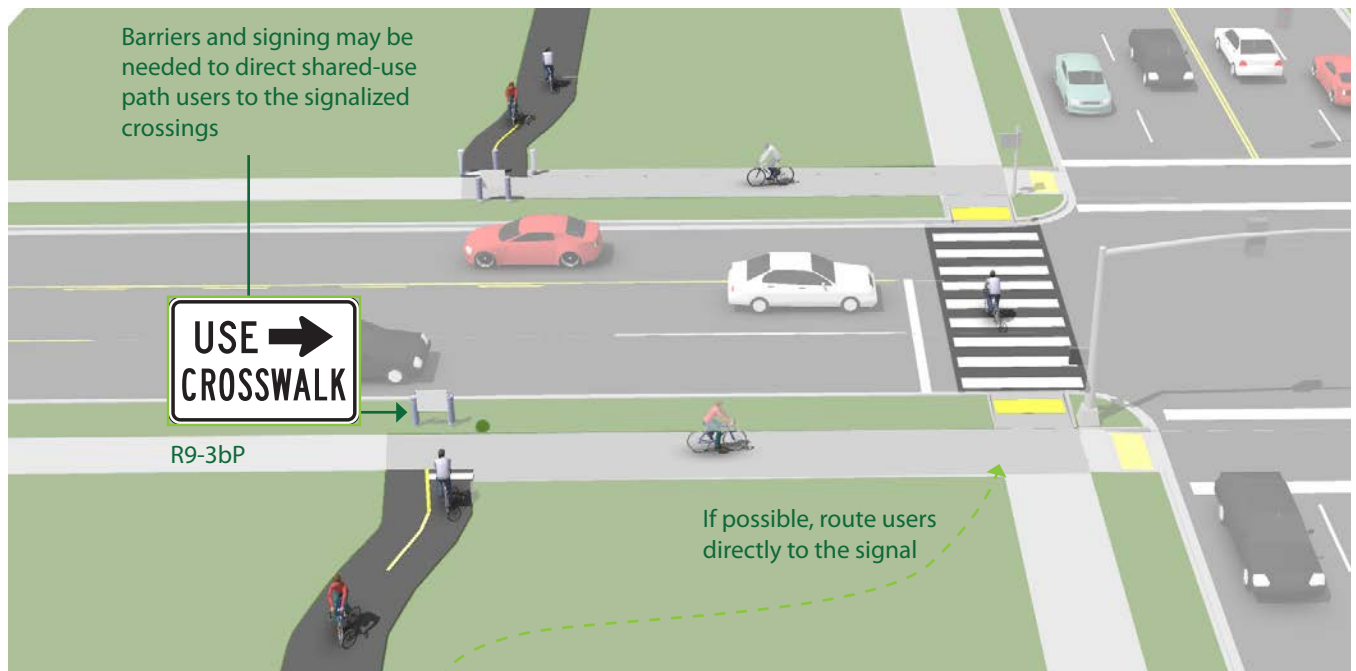 Barriers and signing may be
needed to direct shared-use
path users to the signalized
crossings
USE
CROSSWALK
R9-3bP
If possible, route users
directly to the signal